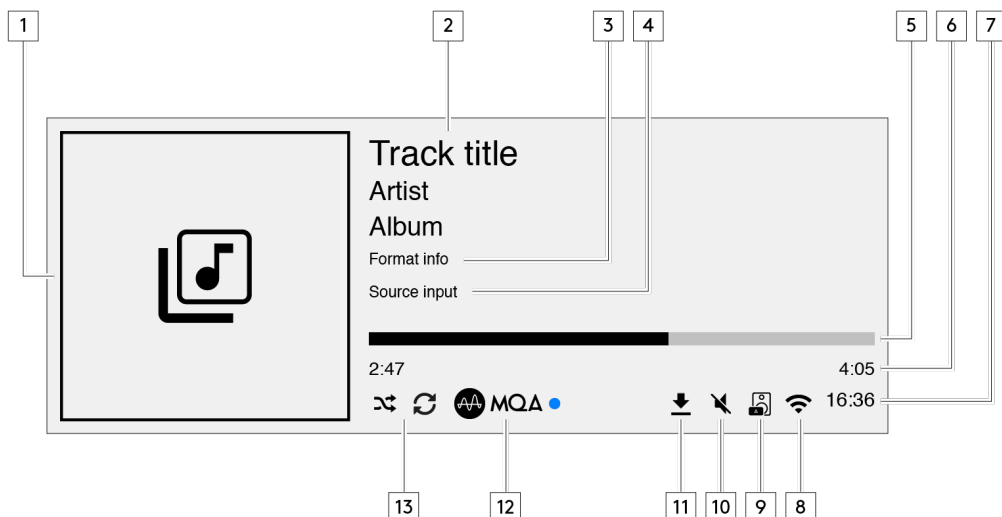 1 2 3 4 5 6 7
Track title
Artist
Album
Format info
Source input
2:47 4:05
MQA 16:36
13 12 11 10 9 8